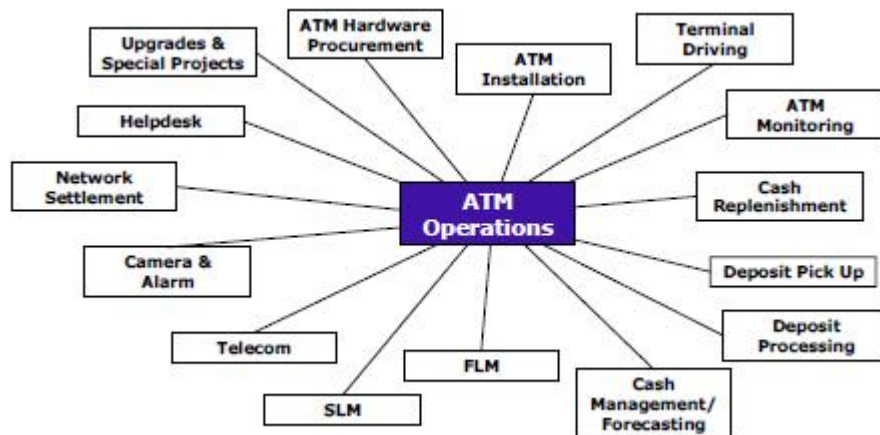 ATM Hardware
Procurement
Upgrades &
Special Projects
Terminal
Driving
ATM
Installation
ATM
Monitoring
Helpdesk
Network
Settlement
Cash
Replenishment
ATM
Operations
Camera &
Alarm
Deposit Pick Up
Deposit
Processing
Telecom
FLM
SLM
Cash
Management/
Forecasting